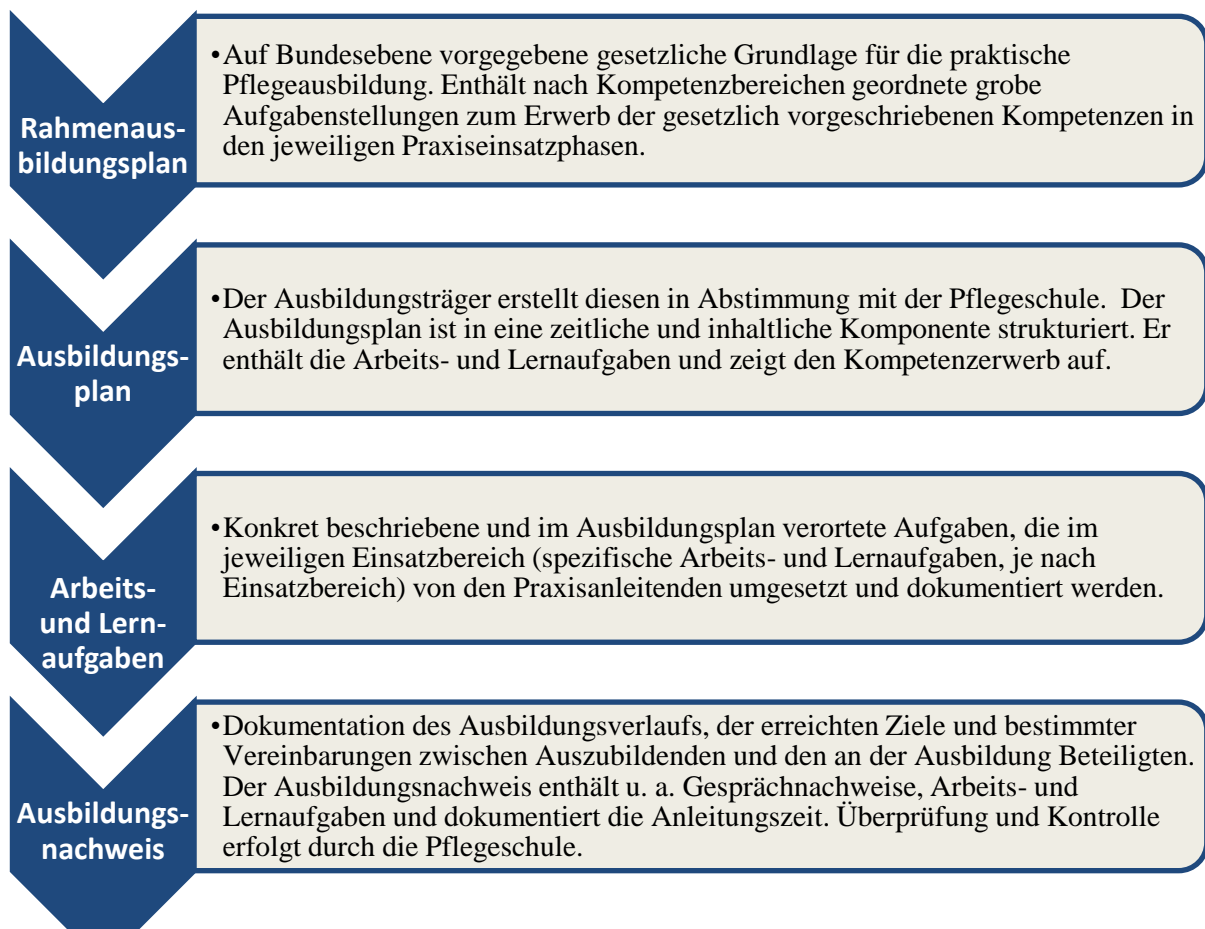 Rahmenaus-
bildungsplan
•Auf Bundesebene vorgegebene gesetzliche Grundlage für die praktische
Pflegeausbildung. Enthält nach Kompetenzbereichen geordnete grobe
Aufgabenstellungen zum Erwerb der gesetzlich vorgeschriebenen Kompetenzen in
den jeweiligen Praxiseinsatzphasen.
Ausbildungs-
plan
•Der Ausbildungsträger erstellt diesen in Abstimmung mit der Pflegeschule.  Der
Ausbildungsplan ist in eine zeitliche und inhaltliche Komponente strukturiert. Er
enthält die Arbeits- und Lernaufgaben und zeigt den Kompetenzerwerb auf.
Arbeits-
und Lern-
aufgaben
•Konkret beschriebene und im Ausbildungsplan verortete Aufgaben, die im
jeweiligen Einsatzbereich (spezifische Arbeits- und Lernaufgaben, je nach
Einsatzbereich) von den Praxisanleitenden umgesetzt und dokumentiert werden.
Ausbildungs-
nachweis
•Dokumentation des Ausbildungsverlaufs, der erreichten Ziele und bestimmter
Vereinbarungen zwischen Auszubildenden und den an der Ausbildung Beteiligten.
Der Ausbildungsnachweis enthält u. a. Gesprächnachweise, Arbeits- und
Lernaufgaben und dokumentiert die Anleitungszeit. Überprüfung und Kontrolle
erfolgt durch die Pflegeschule.